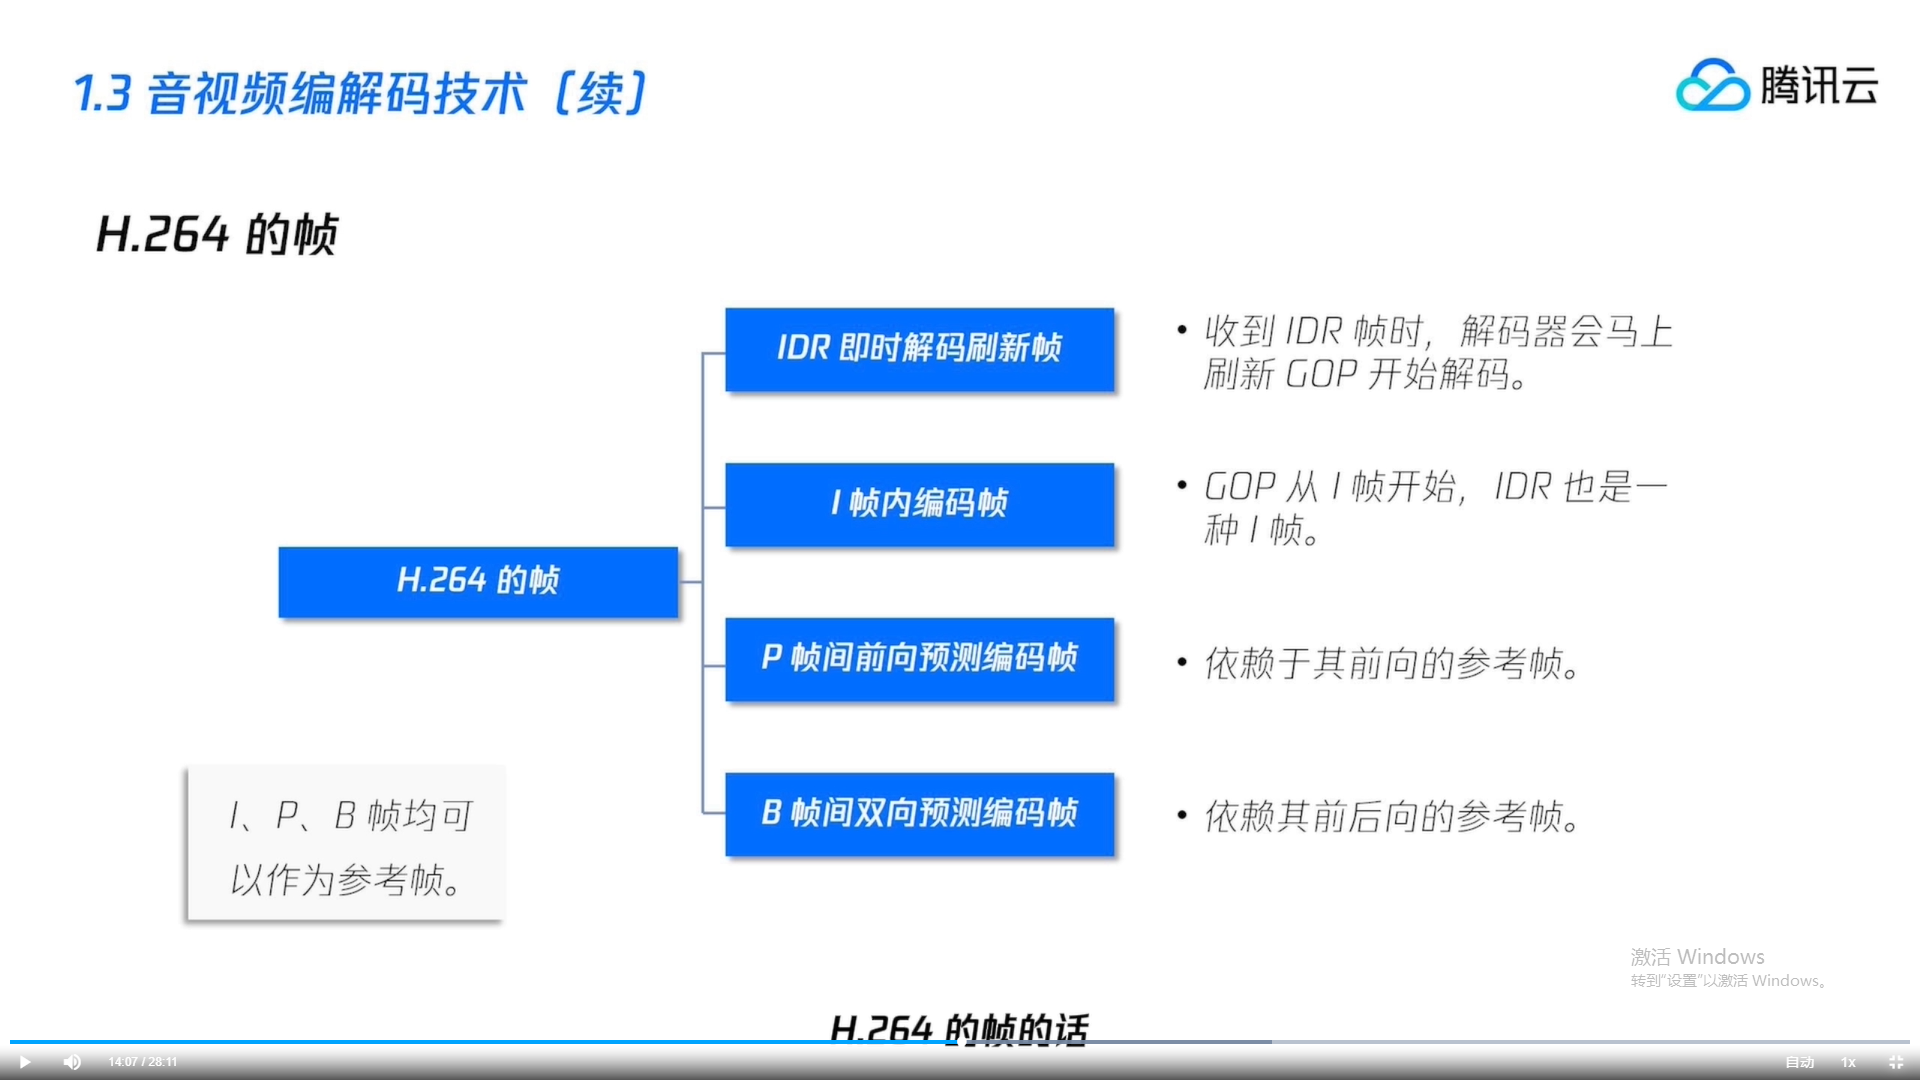 1.3 音视频编解码技术（续）
腾讯云
H.264 的帧
IDR 即时解码刷新帧
• 收到 IDR 帧时，解码器会马上
刷新 GOP 开始解码。
I 帧内编码帧
• GOP 从 I 帧开始，IDR 也是一
种 I 帧。
H.264 的帧
P 帧间前向预测编码帧
• 依赖于其前向的参考帧。
B 帧间双向预测编码帧
• 依赖其前后向的参考帧。
I、P、B 帧均可
以作为参考帧。
激活 Windows
转到“设置”以激活 Windows。
H.264 的帧的话
14:07 / 28:11
自动
1x